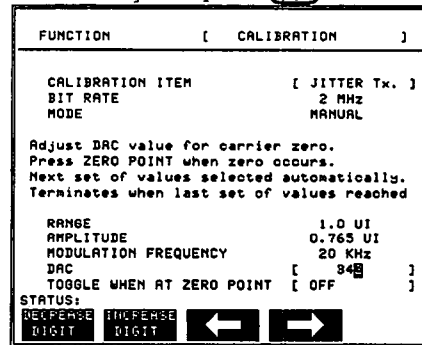 FUNCTION [ CALIBRATION ]
CALIBRATION ITEM [ JITTER Tx. ]
BIT RATE 2 MHz
MODE MANUAL
Adjust DAC value for carrier zero.
Press ZERO POINT when zero occurs.
Next set of values selected automatically.
Terminates when last set of values reached
RANGE 1.0 UI
AMPLITUDE 0.765 UI
MODULATION FREQUENCY 20 KHz
DAC [ ]
TOGGLE WHEN AT ZERO POINT [ OFF ]
STATUS:
DECREASE DIGIT INCREASE DIGIT